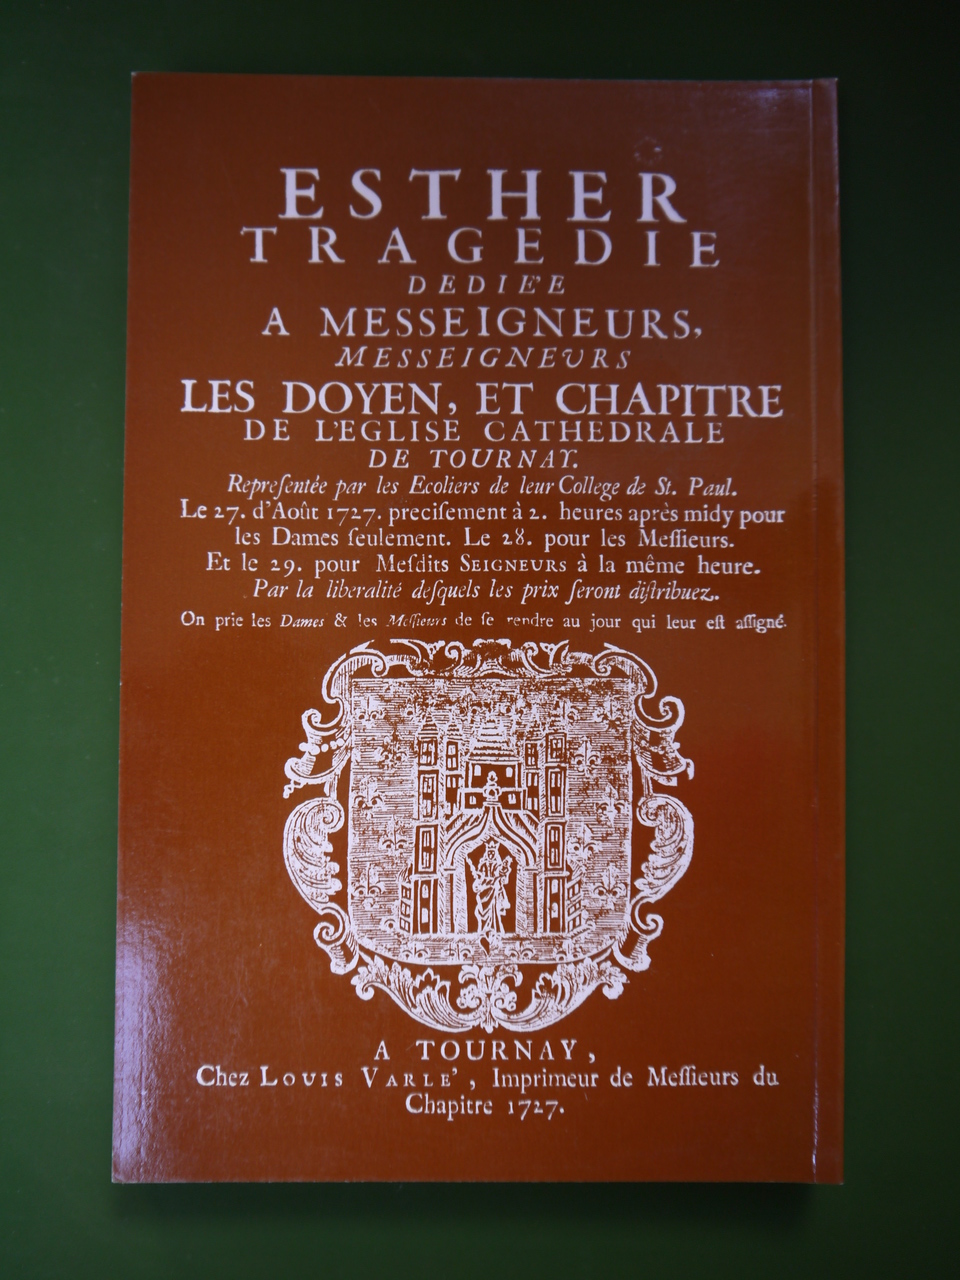 ESTHER
TRAGEDIE
DEDIE'E
A MESSEIGNEURS,
MESSEIGNEURS
LES DOYEN, ET CHAPITRE
DE L'EGLISE CATHEDRALE
DE TOURNAY.
Repreſentée par les Ecoliers de leur College de St. Paul.
Le 27. d'Août 1727. preciſement à 2. heures après midy pour
les Dames ſeulement. Le 28. pour les Meſſieurs.
Et le 29. pour Meſdits SEIGNEURS à la même heure.
Par la liberalité deſquels les prix ſeront diſtribuez.
On prie les Dames & les Meſſieurs de ſe rendre au jour qui leur eſt aſſigné.
A TOURNAY,
Chez LOUIS VARLE', Imprimeur de Meſſieurs du
Chapitre 1727.